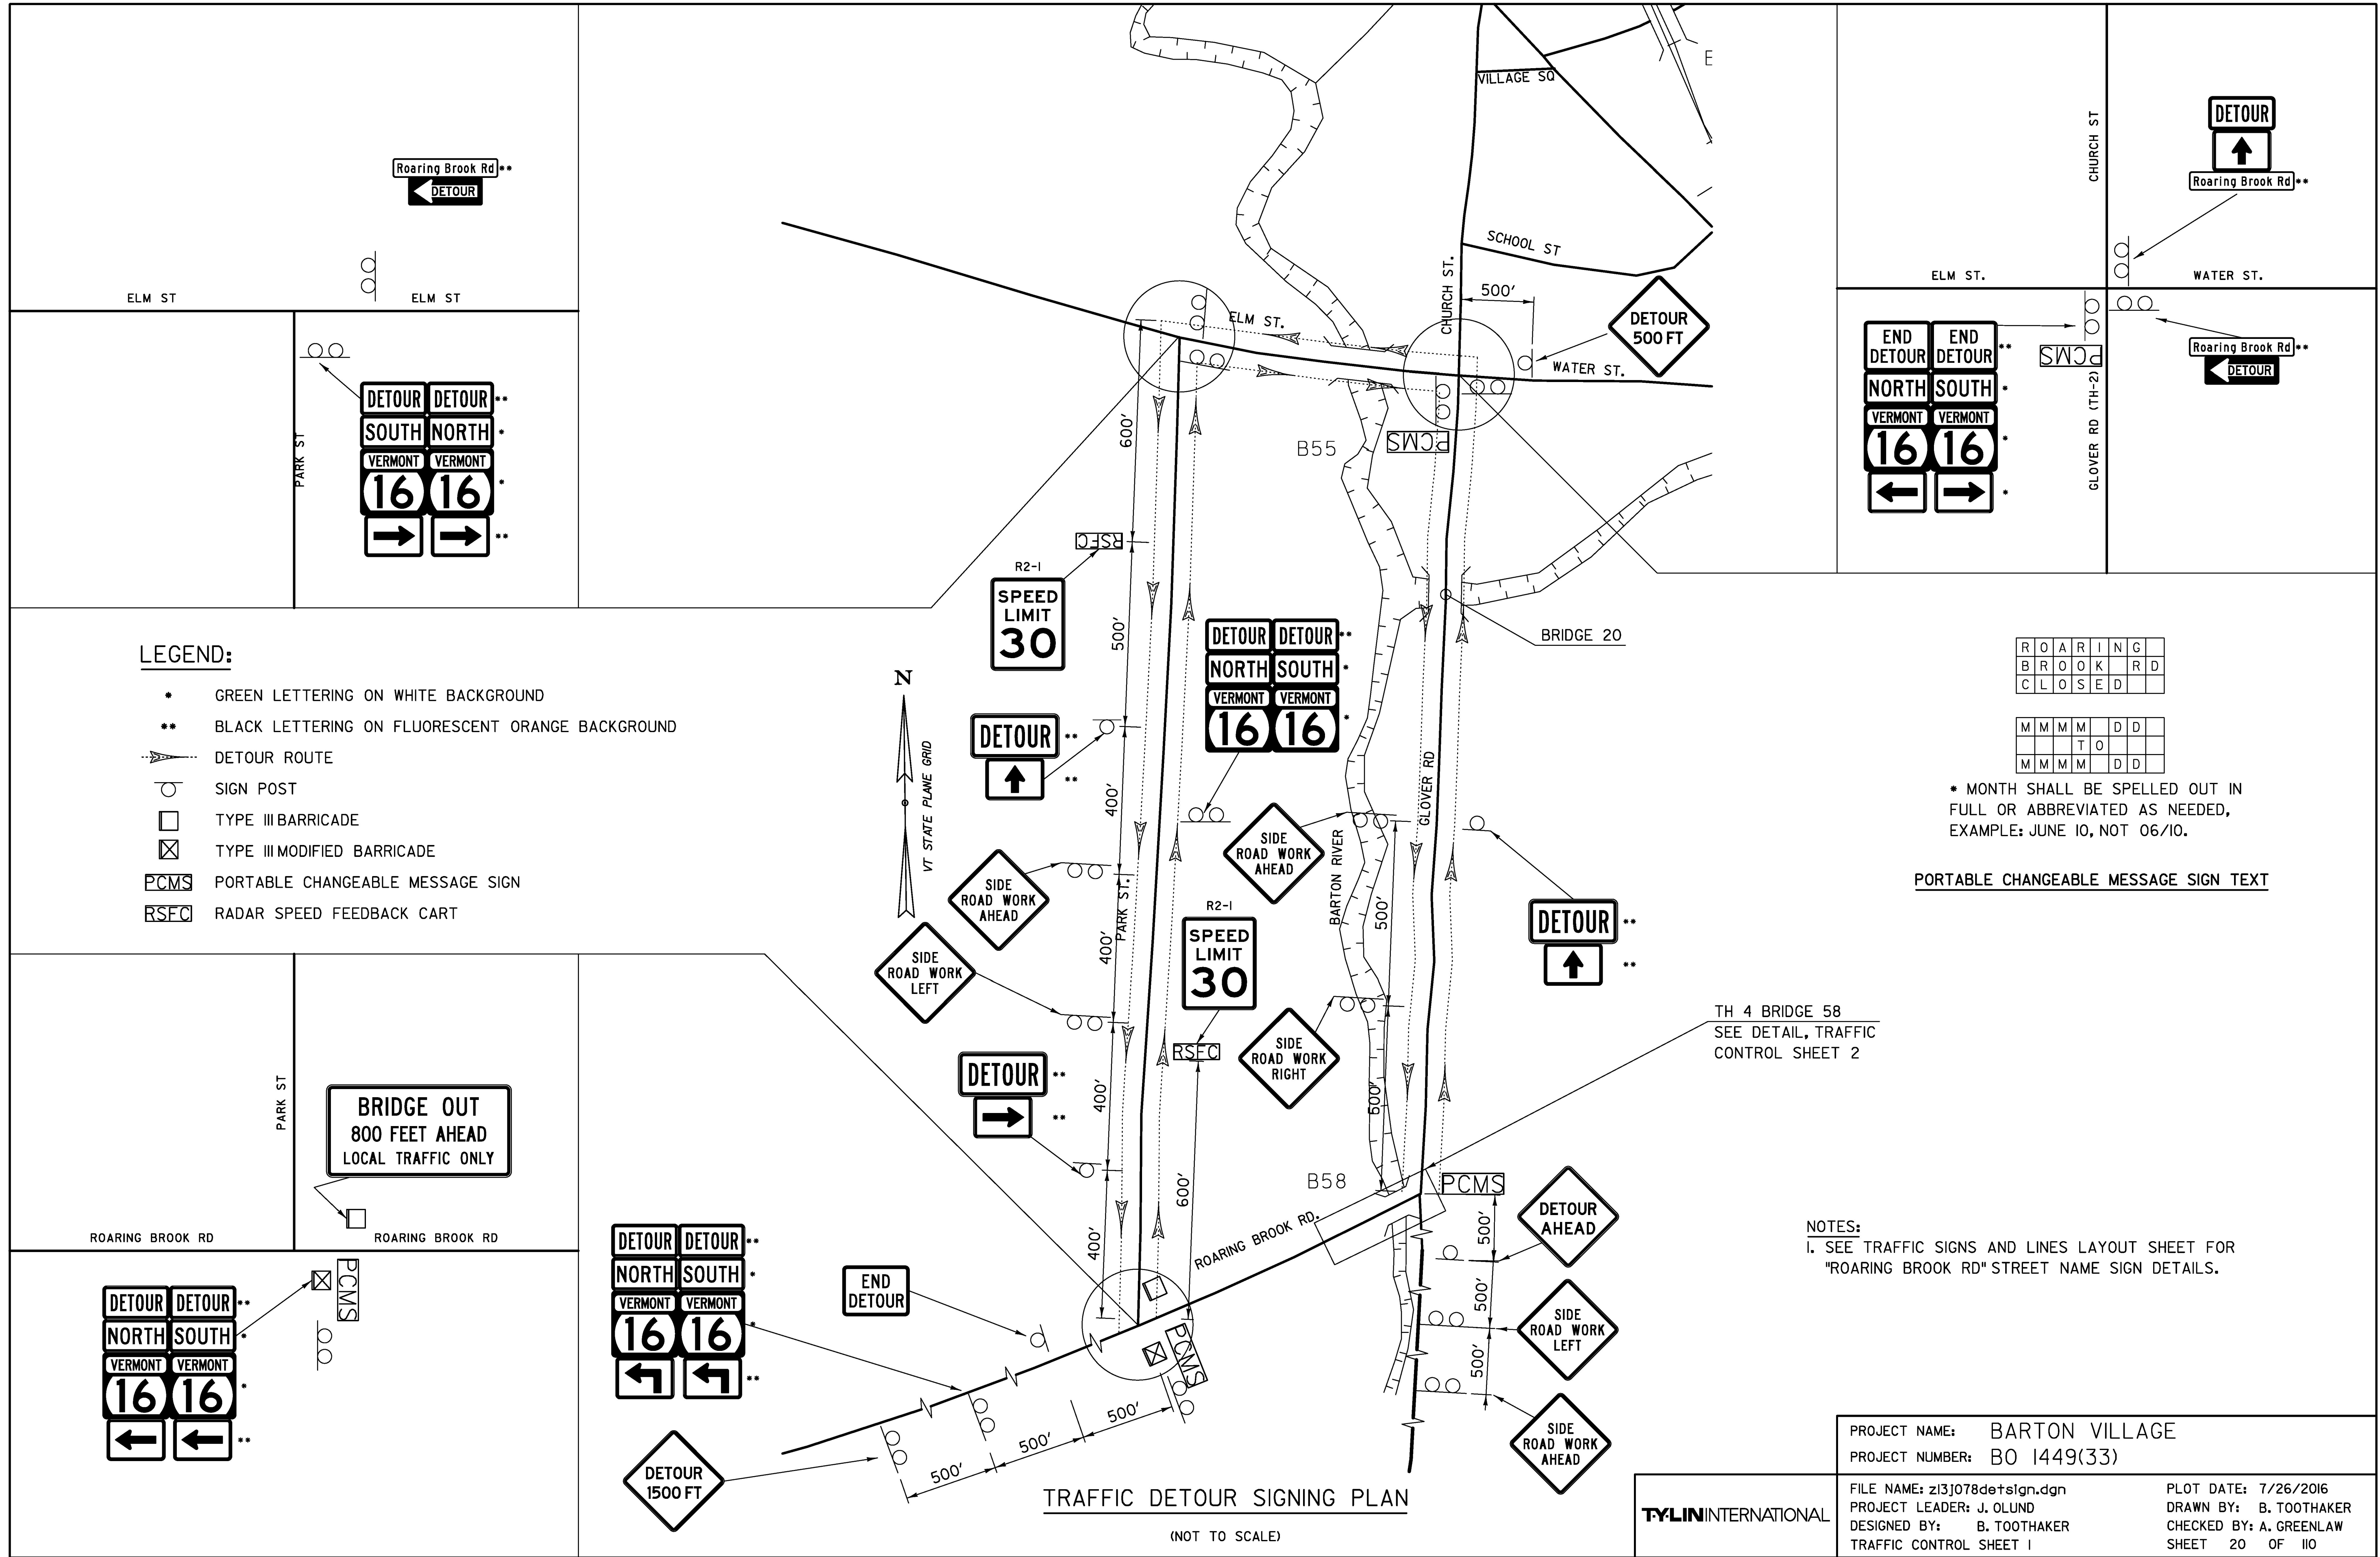 Roaring Brook Rd **
DETOUR
ELM ST
ELM ST
PARK ST
DETOUR DETOUR **
SOUTH NORTH *
VERMONT VERMONT
16 16 *
**
VILLAGE SQ
E
SCHOOL ST
CHURCH ST.
500'
DETOUR
500 FT
ELM ST.
WATER ST.
600'
B55
PCMS
RSFC
R2-1
SPEED
LIMIT
30
500'
DETOUR DETOUR **
NORTH SOUTH *
VERMONT VERMONT
16 16 *
BRIDGE 20
N
VT STATE PLANE GRID
DETOUR **
**
400'
GLOVER RD
SIDE
ROAD WORK
AHEAD
BARTON RIVER
SIDE
ROAD WORK
AHEAD
PARK ST.
400'
500'
R2-1
SPEED
LIMIT
30
SIDE
ROAD WORK
LEFT
DETOUR **
**
RSFC
SIDE
ROAD WORK
RIGHT
TH 4 BRIDGE 58
SEE DETAIL, TRAFFIC
CONTROL SHEET 2
DETOUR **
**
400'
500'
600'
B58
PCMS
DETOUR
AHEAD
ROARING BROOK RD.
400'
500'
DETOUR DETOUR **
NORTH SOUTH *
VERMONT VERMONT
16 16 *
**
END
DETOUR
500'
SIDE
ROAD WORK
LEFT
PCMS
500'
SIDE
ROAD WORK
AHEAD
500'
500'
500'
DETOUR
1500 FT
TRAFFIC DETOUR SIGNING PLAN
(NOT TO SCALE)
CHURCH ST
DETOUR
Roaring Brook Rd **
ELM ST.
WATER ST.
END END
DETOUR DETOUR **
NORTH SOUTH *
VERMONT VERMONT
16 16 *
*
PCMS
GLOVER RD (TH-2)
Roaring Brook Rd **
DETOUR
LEGEND:
* GREEN LETTERING ON WHITE BACKGROUND
** BLACK LETTERING ON FLUORESCENT ORANGE BACKGROUND
DETOUR ROUTE
SIGN POST
TYPE III BARRICADE
TYPE III MODIFIED BARRICADE
PCMS PORTABLE CHANGEABLE MESSAGE SIGN
RSFC RADAR SPEED FEEDBACK CART
ROARING
BROOK RD
CLOSED
MMMM DD
TO
MMMM DD
* MONTH SHALL BE SPELLED OUT IN
FULL OR ABBREVIATED AS NEEDED,
EXAMPLE: JUNE 10, NOT 06/10.
PORTABLE CHANGEABLE MESSAGE SIGN TEXT
PARK ST
BRIDGE OUT
800 FEET AHEAD
LOCAL TRAFFIC ONLY
ROARING BROOK RD
ROARING BROOK RD
PCMS
DETOUR DETOUR **
NORTH SOUTH *
VERMONT VERMONT
16 16 *
**
NOTES:
1. SEE TRAFFIC SIGNS AND LINES LAYOUT SHEET FOR
"ROARING BROOK RD" STREET NAME SIGN DETAILS.
TYLININTERNATIONAL
PROJECT NAME: BARTON VILLAGE
PROJECT NUMBER: BO 1449(33)
FILE NAME: z13j078detsign.dgn PLOT DATE: 7/26/2016
PROJECT LEADER: J. OLUND DRAWN BY: B. TOOTHAKER
DESIGNED BY: B. TOOTHAKER CHECKED BY: A. GREENLAW
TRAFFIC CONTROL SHEET 1 SHEET 20 OF 110